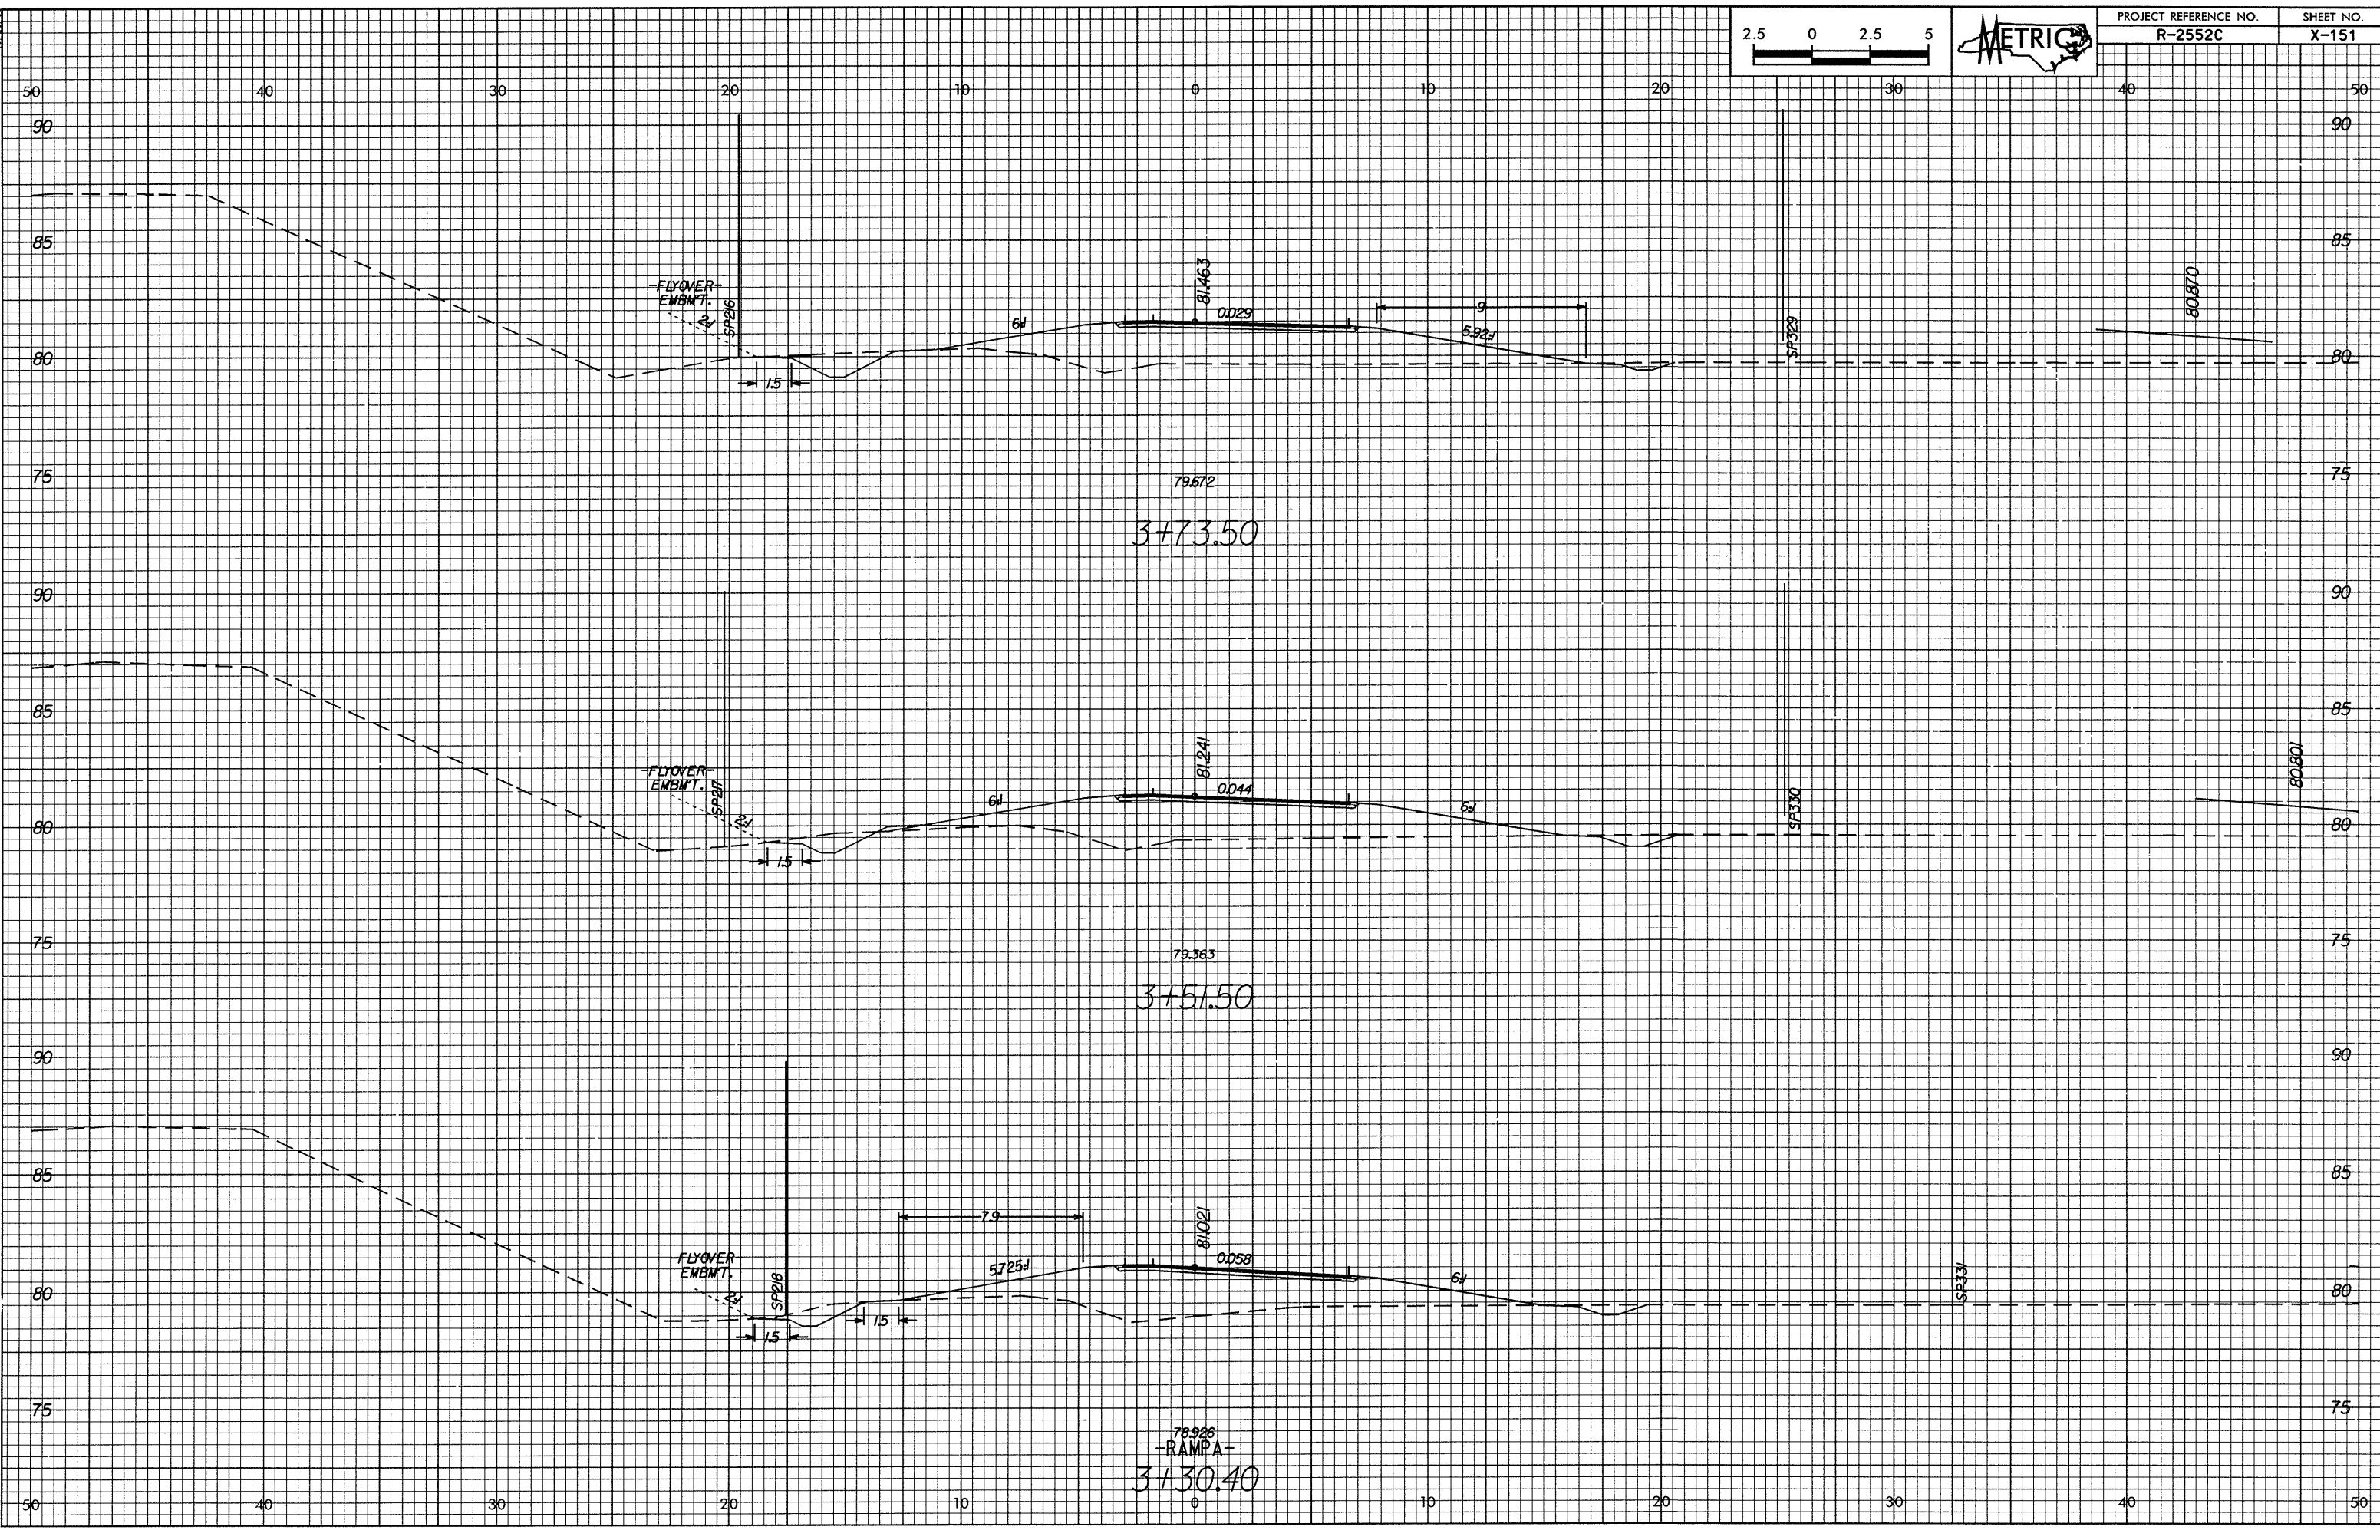 2.5 0 2.5 5
METRIC
PROJECT REFERENCE NO. SHEET NO.
R-2552C X-151
50 40 30 20 10 0 10 20 30 40 50
90 90
85 85
-FLYOVER-
EMBM'T.
2:1
SP216
6:1
81.463
0.029
9
5.92:1
SP329
80.870
80 80
1.5
75 75
79.672
3+73.50
90 90
85 85
-FLYOVER-
EMBM'T.
SP217
2:1
6:1
81.241
0.044
6:1
SP330
80.801
80 80
1.5
75 75
79.363
3+51.50
90 90
85 85
7.9
-FLYOVER-
EMBM'T.
2:1
SP218
5.725:1
81.021
0.058
6:1
SP331
80 80
1.5 1.5
75 75
78.926
-RAMPA-
3+30.40
50 40 30 20 10 0 10 20 30 40 50